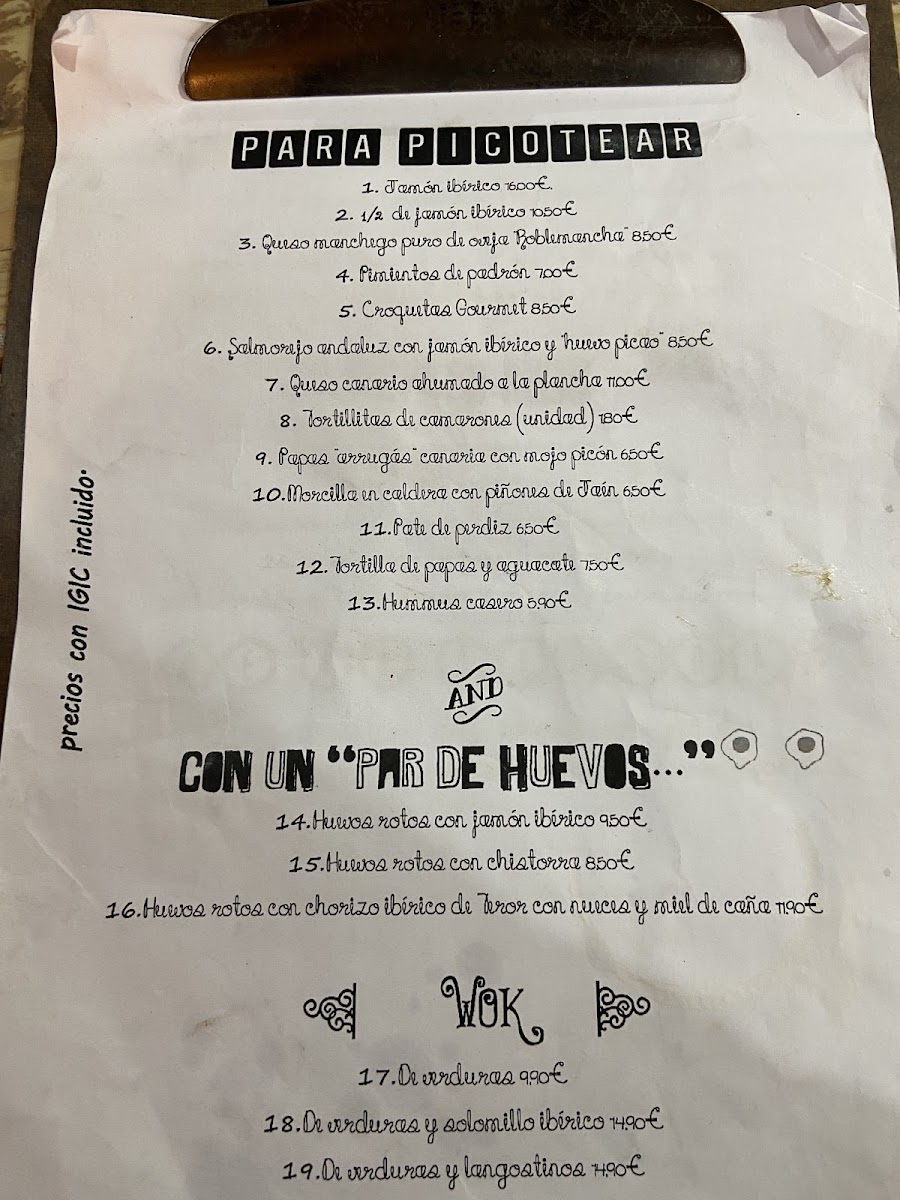 PARA PICOTEAR
1. Jamón ibérico 16.00€.
2. 1/2 de jamón ibérico 10.50€
3. Queso manchego puro de oveja "Roblemancha" 8.50€
4. Pimientos de padrón 7.00€
5. Croquetas Gourmet 8.50€
6. Salmorejo andaluz con jamón ibérico y "huevo picao" 8.50€
7. Queso canario ahumado a la plancha 11.00€
8. Tortillitas de camarones (unidad) 1.80€
9. Papas "arrugás" canaria con mojo picón 6.50€
10.Morcilla en caldera con piñones de Jaén 6.50€
11.Pate de perdiz 6.50€
12.Tortilla de papas y aguacate 7.50€
13.Hummus casero 5.90€
precios con IGIC incluido.
AND
CON UN "PAR DE HUEVOS..."
14.Huevos rotos con jamón ibérico 9.50€
15.Huevos rotos con chistorra 8.50€
16.Huevos rotos con chorizo ibérico de Teror con nueces y miel de caña 11.90€
WOK
17.De verduras 9.90€
18.De verduras y solomillo ibérico 14.90€
19.De verduras y langostinos 14.90€